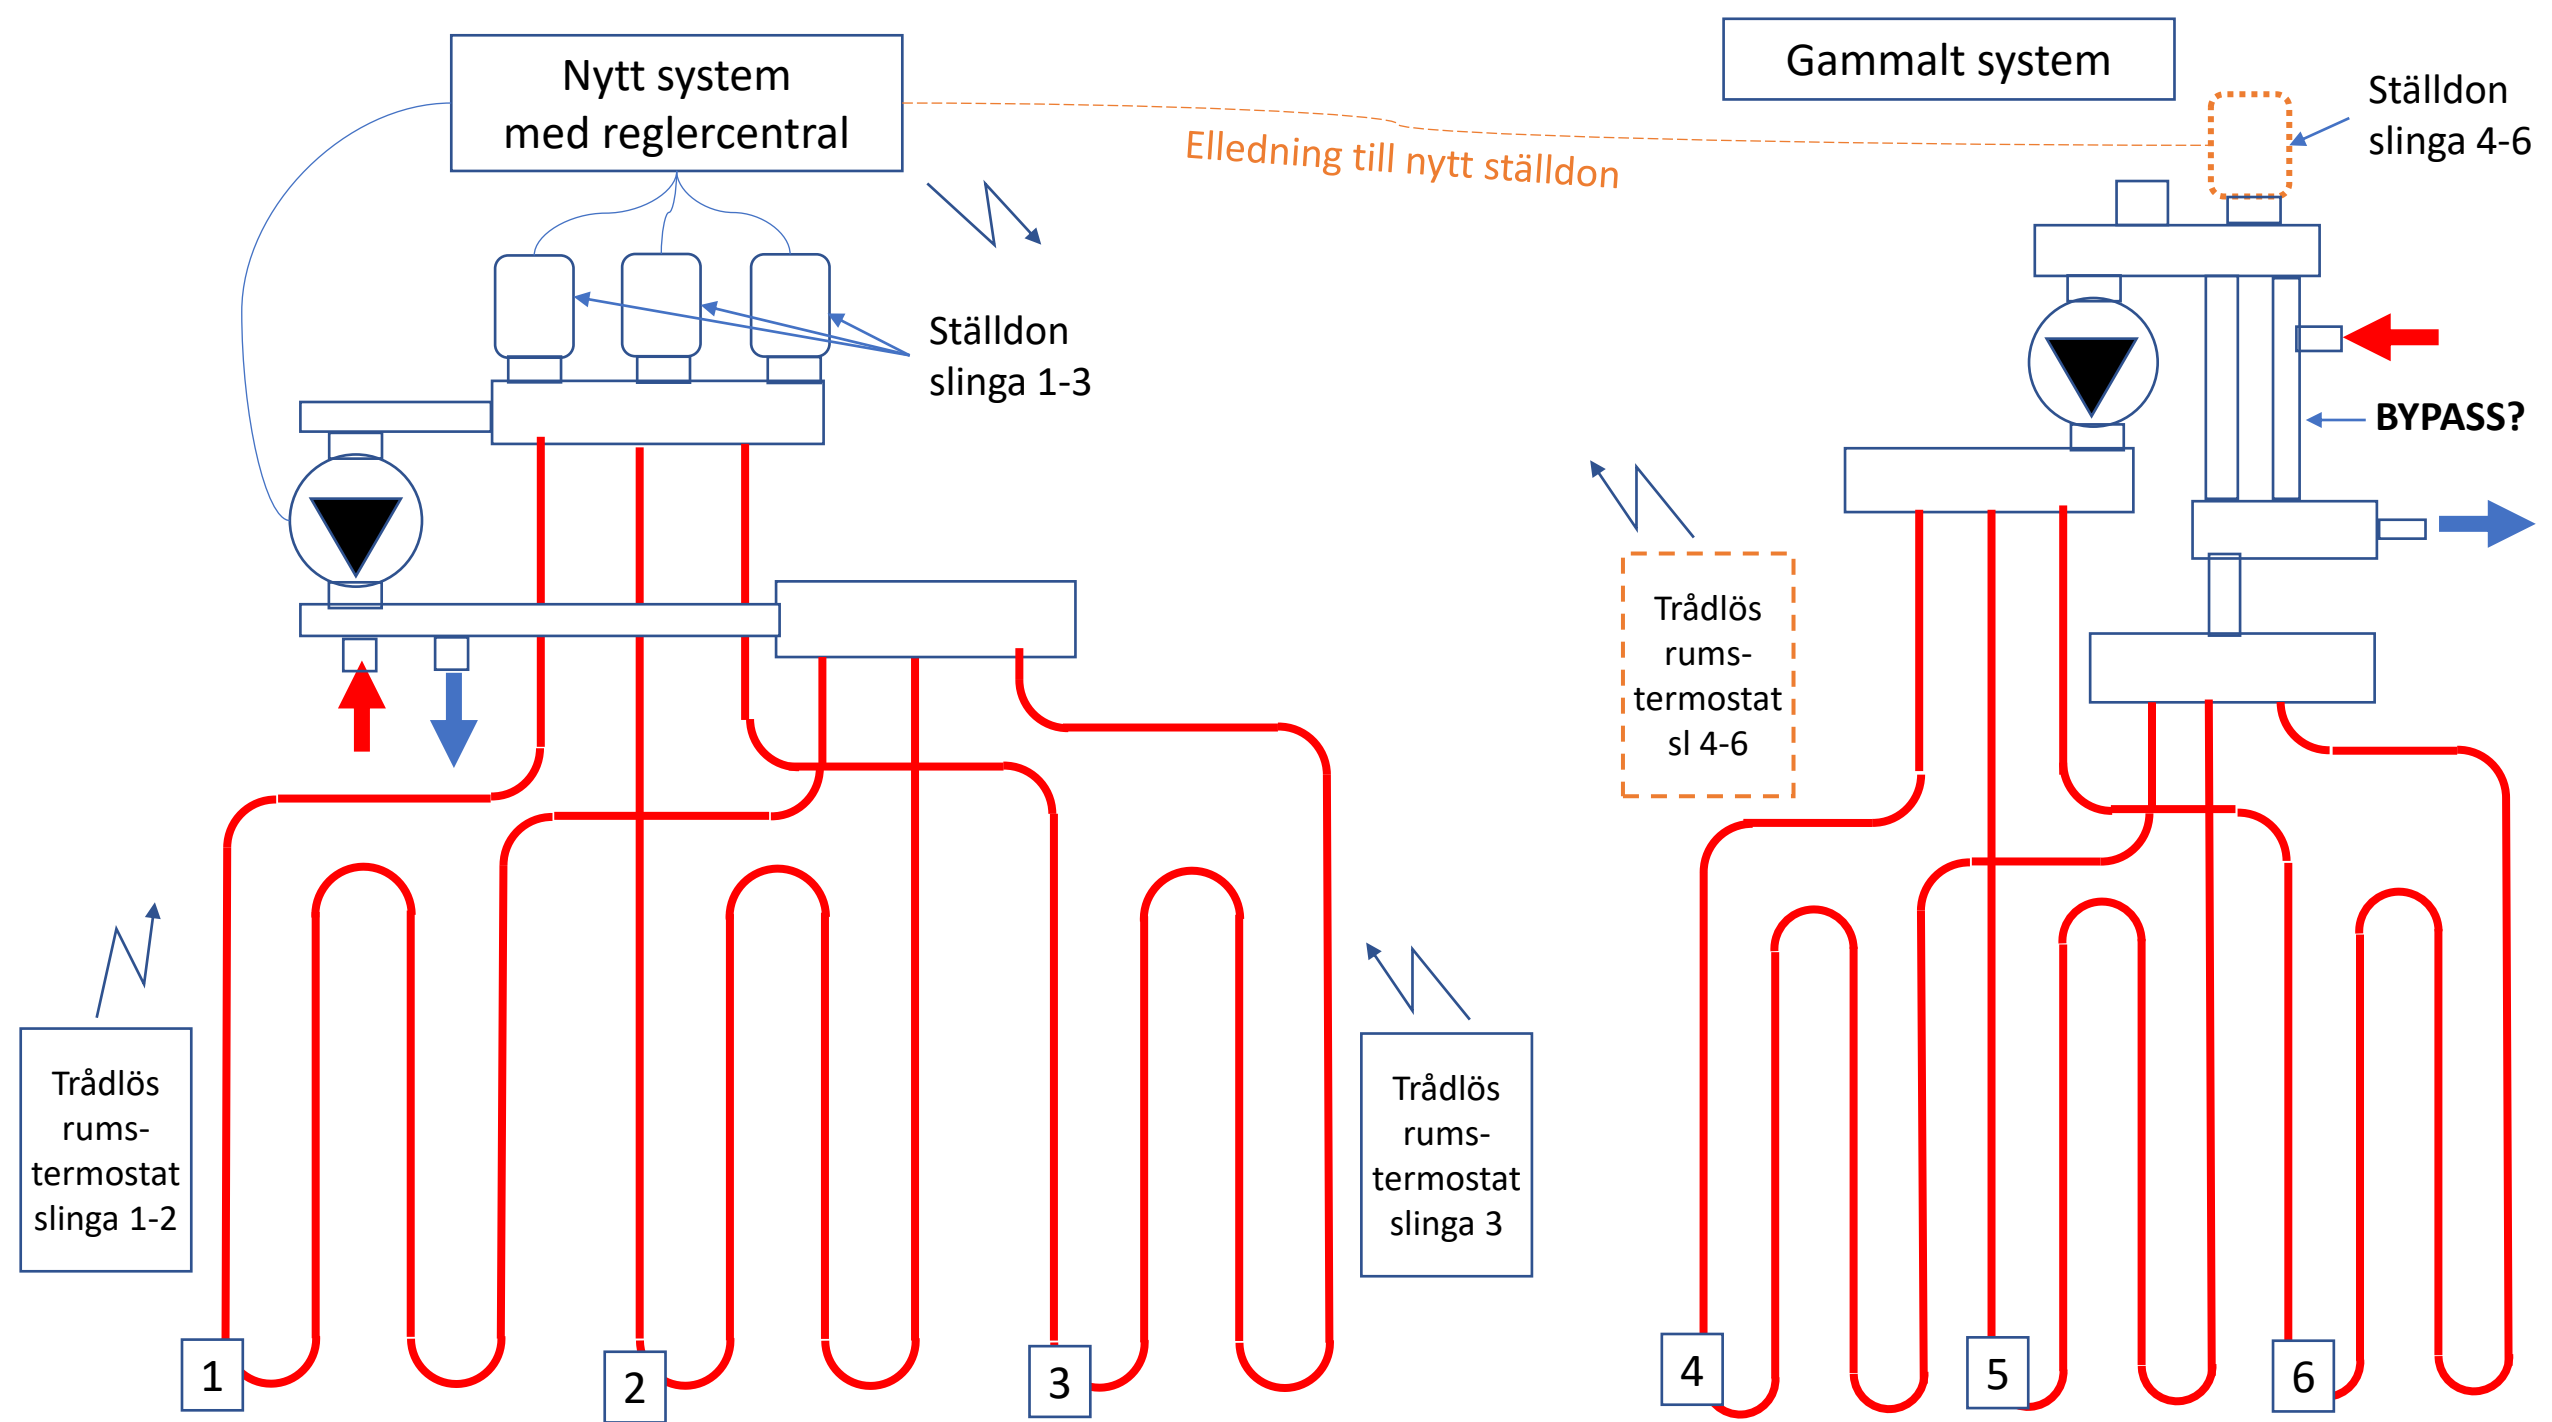 Nytt system
med reglercentral
Gammalt system
Ställdon
slinga 4-6
Elledning till nytt ställdon
Ställdon
slinga 1-3
BYPASS?
Trådlös
rums-
termostat
sl 4-6
Trådlös
rums-
termostat
slinga 1-2
Trådlös
rums-
termostat
slinga 3
1
2
3
4
5
6